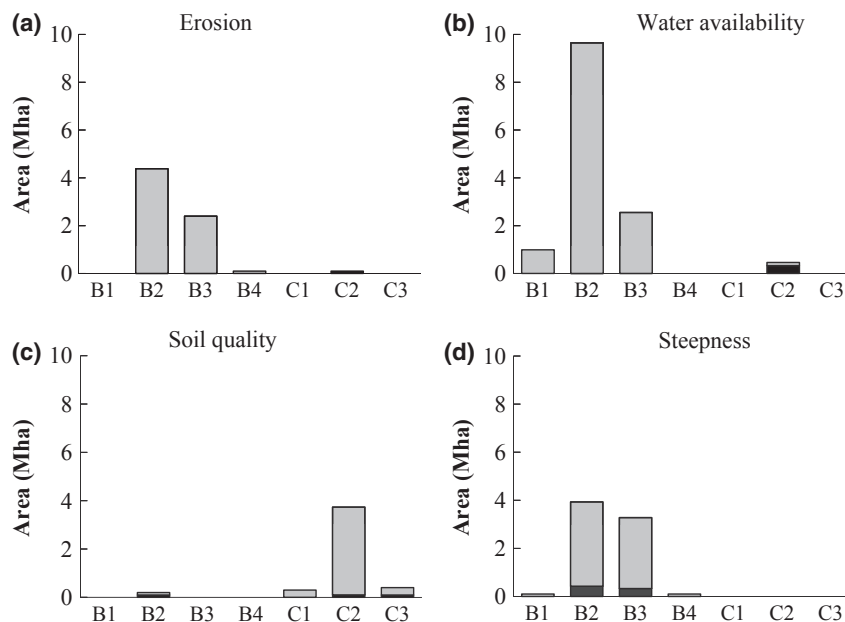 (a) Erosion
Area (Mha)
10
8
6
4
2
0
B1 B2 B3 B4 C1 C2 C3
(b) Water availability
Area (Mha)
10
8
6
4
2
0
B1 B2 B3 B4 C1 C2 C3
(c) Soil quality
Area (Mha)
10
8
6
4
2
0
B1 B2 B3 B4 C1 C2 C3
(d) Steepness
Area (Mha)
10
8
6
4
2
0
B1 B2 B3 B4 C1 C2 C3